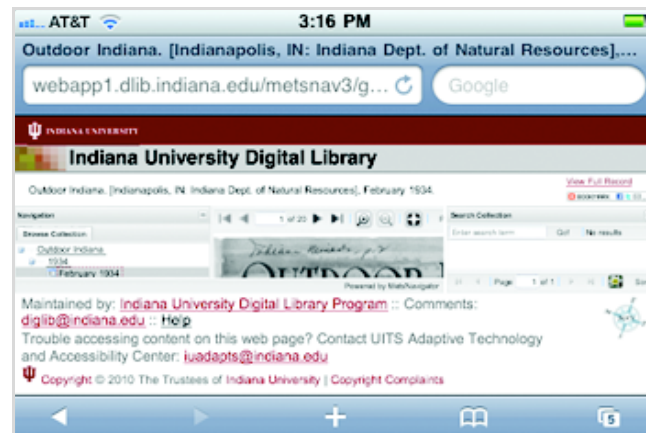 AT&T 3:16 PM
Outdoor Indiana. [Indianapolis, IN: Indiana Dept. of Natural Resources],...
webapp1.dlib.indiana.edu/metsnav3/g... Google
INDIANA UNIVERSITY
Indiana University Digital Library
View Full Record
Outdoor Indiana. [Indianapolis, IN: Indiana Dept. of Natural Resources], February 1934.
BOOKMARK
Navigation 1 of 20 Search Collection
Browse Collection Enter search term Go! No results
Outdoor Indiana
1934
February 1934
OUTDOOR
Powered by MetsNavigator Page 1 of 1
Maintained by: Indiana University Digital Library Program :: Comments:
diglib@indiana.edu :: Help
Trouble accessing content on this web page? Contact UITS Adaptive Technology
and Accessibility Center: iuadapts@indiana.edu
Copyright © 2010 The Trustees of Indiana University | Copyright Complaints
5